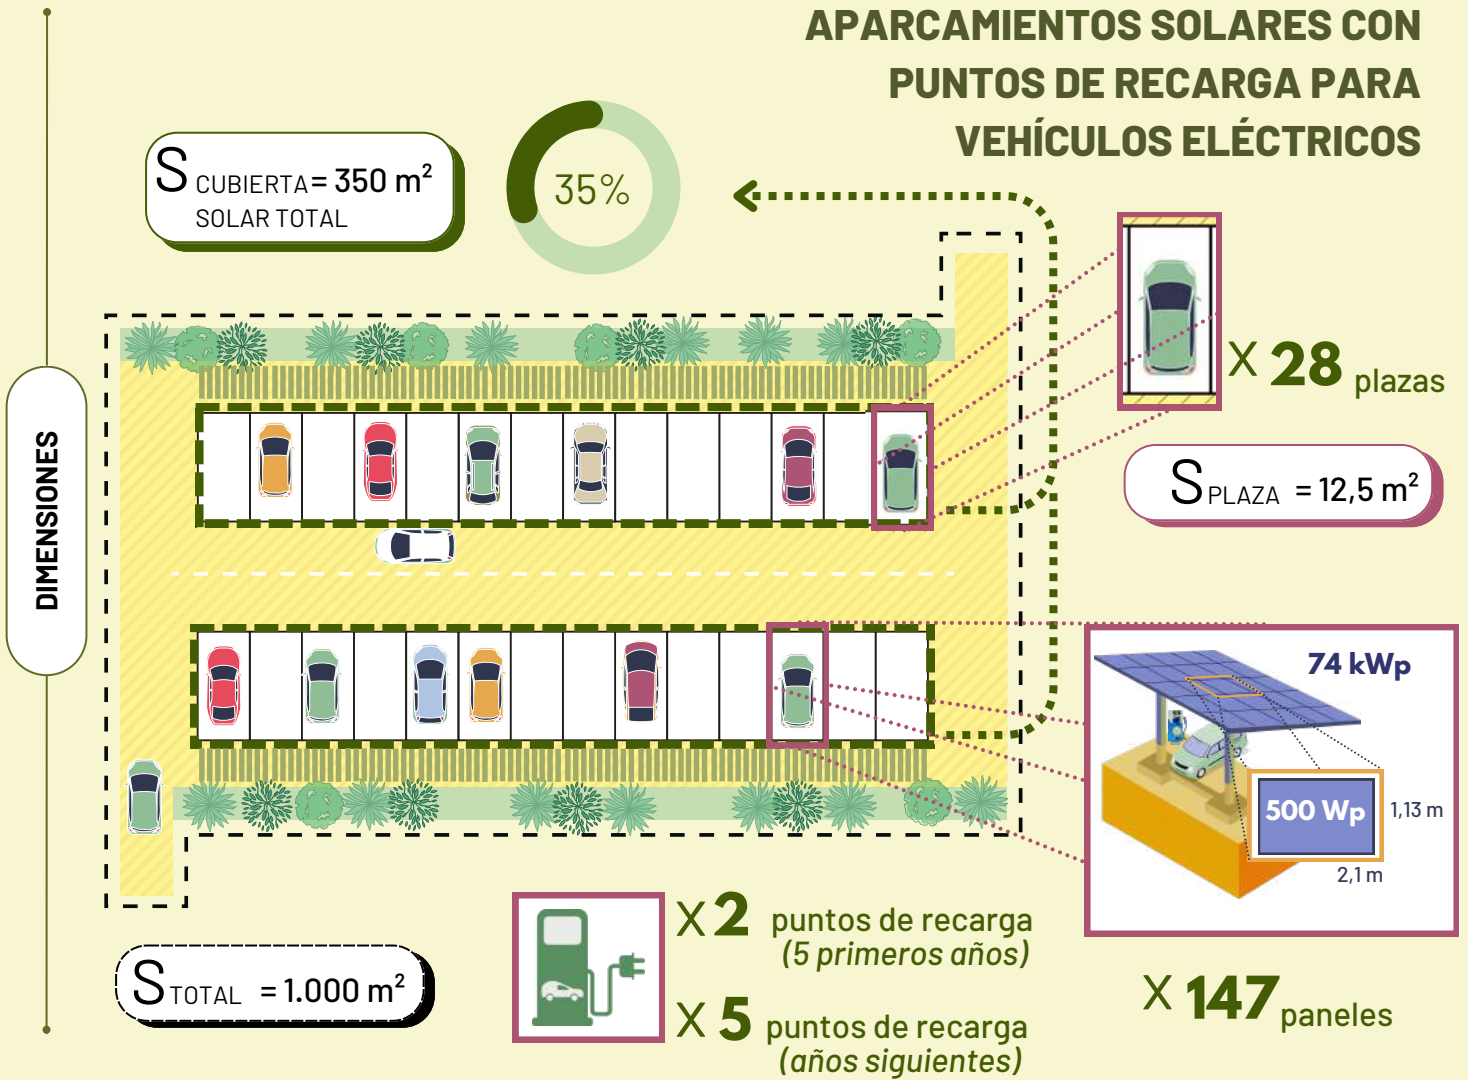 APARCAMIENTOS SOLARES CON
PUNTOS DE RECARGA PARA
VEHÍCULOS ELÉCTRICOS
S CUBIERTA = 350 m²
SOLAR TOTAL
35%
X 28 plazas
S PLAZA = 12,5 m²
DIMENSIONES
74 kWp
500 Wp
1,13 m
2,1 m
X 147 paneles
X 2 puntos de recarga
(5 primeros años)
X 5 puntos de recarga
(años siguientes)
S TOTAL = 1.000 m²